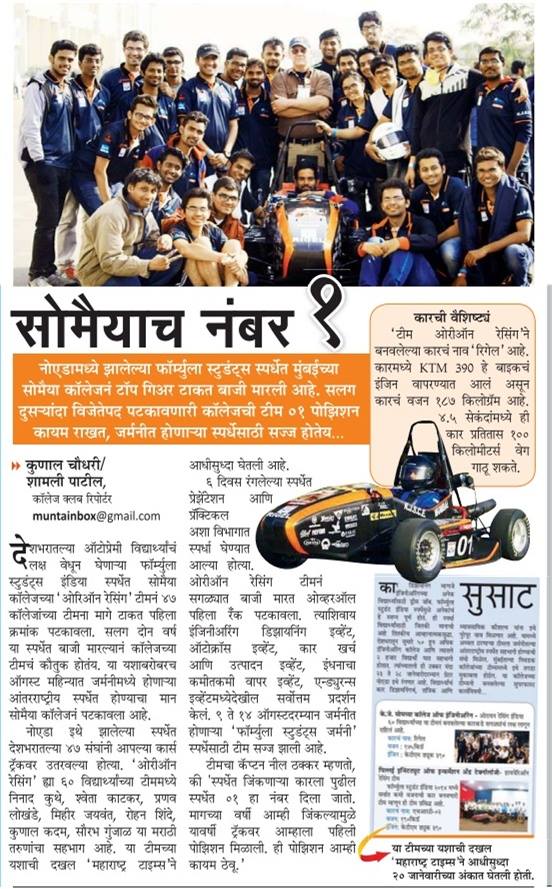 सोमैयाच नंबर १
नोएडामध्ये झालेल्या फॉर्म्युला स्टुडंट्स स्पर्धेत मुंबईच्या
सोमैया कॉलेजनं टॉप गिअर टाकत बाजी मारली आहे. सलग
दुसऱ्यांदा विजेतेपद पटकावणारी कॉलेजची टीम ०१ पोझिशन
कायम राखत, जर्मनीत होणाऱ्या स्पर्धेसाठी सज्ज होतेय...
कुणाल चौधरी/
शामली पाटील,
कॉलेज क्लब रिपोर्टर
muntainbox@gmail.com
देशभरातल्या ऑटोप्रेमी विद्यार्थ्यांचं
लक्ष वेधून घेणाऱ्या फॉर्म्युला
स्टुडंट्स इंडिया स्पर्धेत सोमैया
कॉलेजच्या 'ओरिऑन रेसिंग' टीमनं ४७
कॉलेजांच्या टीमना मागे टाकत पहिला
क्रमांक पटकावला. सलग दोन वर्ष
या स्पर्धेत बाजी मारल्यानं कॉलेजच्या
टीमचं कौतुक होतंय. या यशाबरोबरच
ऑगस्ट महिन्यात जर्मनीमध्ये होणाऱ्या
आंतरराष्ट्रीय स्पर्धेत होण्याचा मान
सोमैया कॉलेजनं पटकावला आहे.
नोएडा इथे झालेल्या स्पर्धेत
देशभरातल्या ४७ संघांनी आपल्या कार्स
ट्रॅकवर उतरवल्या होत्या. 'ओरीऑन
रेसिंग' ह्या ६० विद्यार्थ्यांच्या टीममध्ये
निनाद कुथे, श्वेता काटकर, प्रणव
लोखंडे, मिहीर जयवंत, रोहन शिंदे,
कुणाल कदम, सौरभ गुंजाळ या मराठी
तरुणांचा सहभाग आहे. या टीमच्या
यशाची दखल 'महाराष्ट्र टाइम्स'ने
आधीसुध्दा घेतली आहे.
६ दिवस रंगलेल्या स्पर्धेत
प्रेझेंटेशन आणि
प्रॅक्टिकल
अशा विभागात
स्पर्धा घेण्यात
आल्या होत्या.
ओरीऑन रेसिंग टीमनं
सगळ्यात बाजी मारत ओव्हरऑल
पहिला रँक पटकावला. त्याशिवाय
इंजिनीअरिंग डिझायनिंग इव्हेंट,
ऑटोक्रॉस इव्हेंट, कार खर्च
आणि उत्पादन इव्हेंट, इंधनाचा
कमीतकमी वापर इव्हेंट, एन्ड्युरन्स
इव्हेंटमध्येदेखील सर्वोत्तम प्रदर्शन
केलं. ९ ते १४ ऑगस्टदरम्यान जर्मनीत
होणाऱ्या 'फॉर्म्युला स्टुडंट्स जर्मनी'
स्पर्धेसाठी टीम सज्ज झाली आहे.
टीमचा कॅप्टन नील ठक्कर म्हणतो,
की 'स्पर्धेत जिंकणाऱ्या कारला पुढील
स्पर्धेत ०१ हा नंबर दिला जातो.
मागच्या वर्षी आम्ही जिंकल्यामुळे
यावर्षी ट्रॅकवर आम्हाला पहिली
पोझिशन मिळाली. ही पोझिशन आम्ही
कायम ठेवू.'
कारची वैशिष्ट्यं
'टीम ओरीऑन रेसिंग'ने
बनवलेल्या कारचं नाव 'रिगेल' आहे.
कारमध्ये KTM 390 हे बाइकचं
इंजिन वापरण्यात आलं असून
कारचं वजन १८७ किलोग्रॅम आहे.
४.५ सेकंदांमध्ये ही
कार प्रतितास १००
किलोमीटर्स वेग
गाठू शकते.
01
सुसाट
या टीमच्या यशाची दखल
'महाराष्ट्र टाइम्स'ने आधीसुध्दा
२० जानेवारीच्या अंकात घेतली होती.